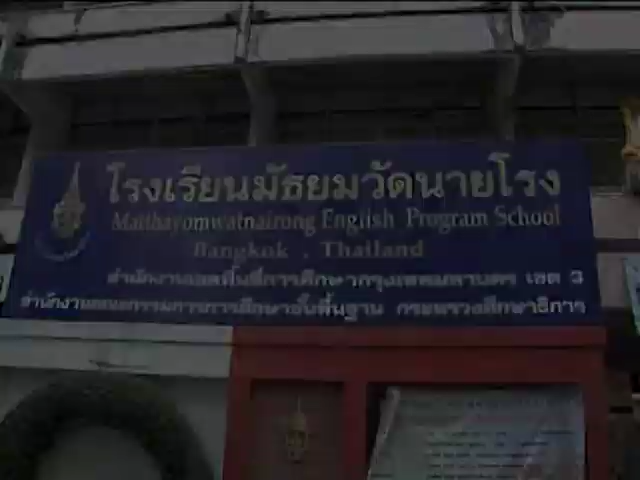 โรงเรียนมัธยมวัดนายโรง
Matthayomwatnairong English Program School
Bangkok . Thailand
สำนักงานเขตพื้นที่การศึกษากรุงเทพมหานคร เขต 3
สำนักงานคณะกรรมการการศึกษาขั้นพื้นฐาน กระทรวงศึกษาธิการ